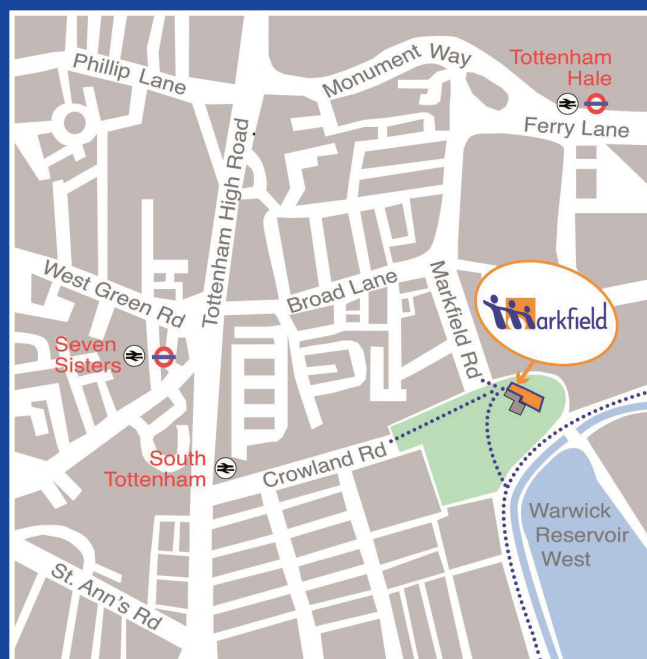 Phillip Lane
Monument Way
Tottenham
Hale
Ferry Lane
Tottenham High Road
West Green Rd
Broad Lane
Markfield Rd
markfield
Seven
Sisters
South
Tottenham
Crowland Rd
Warwick
Reservoir
West
St. Ann's Rd